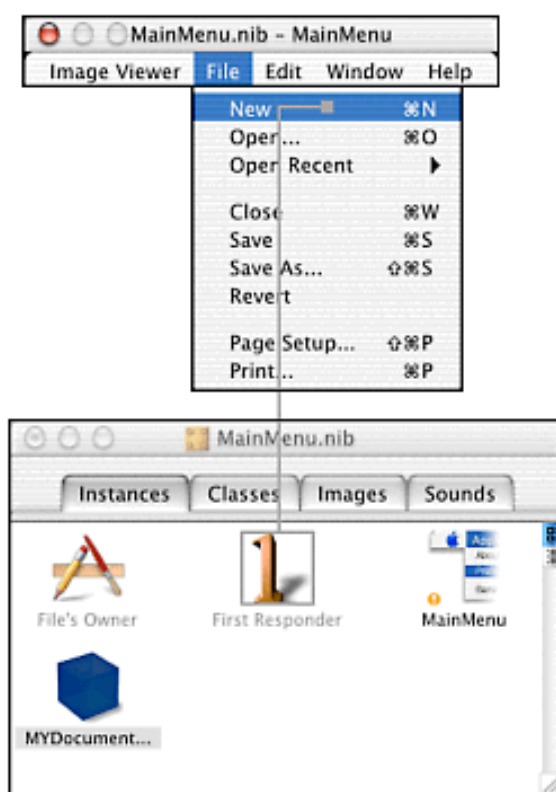 MainMenu.nib – MainMenu
Image Viewer File Edit Window Help
New ⌘N
Open... ⌘O
Open Recent
Close ⌘W
Save ⌘S
Save As... ⇧⌘S
Revert
Page Setup... ⇧⌘P
Print... ⌘P
MainMenu.nib
Instances Classes Images Sounds
File's Owner First Responder MainMenu
MYDocument...